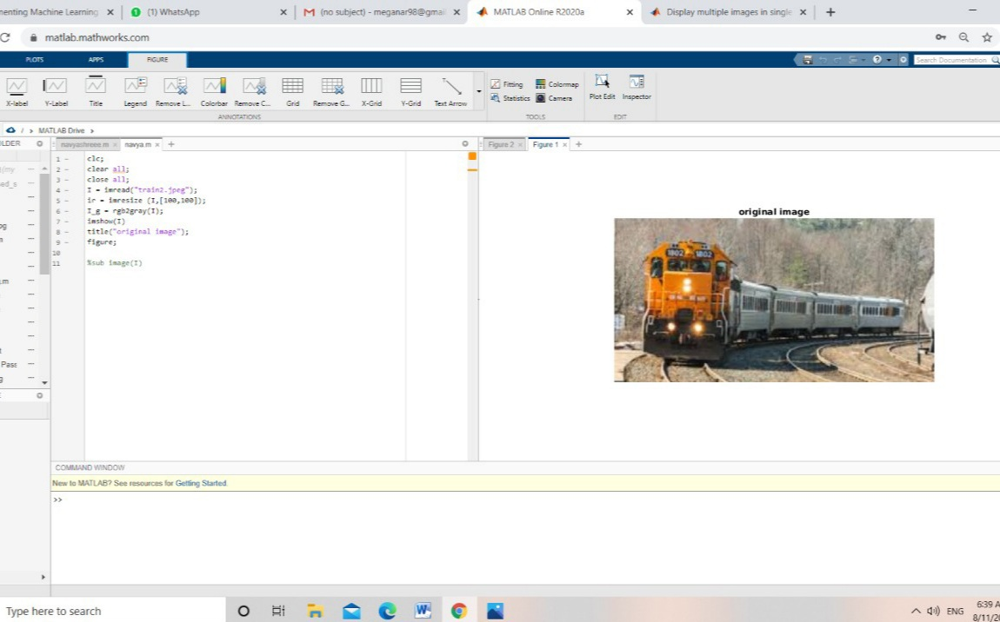 nenting Machine Learning
(1) WhatsApp
(no subject) - meganar98@gmai
MATLAB Online R2020a
Display multiple images in single
matlab.mathworks.com
PLOTS APPS FIGURE
Search Documentation
X-label Y-Label Title Legend Remove L... Colorbar Remove C... Grid Remove G... X-Grid Y-Grid Text Arrow
Fitting Colormap
Statistics Camera
Plot Edit Inspector
ANNOTATIONS TOOLS EDIT
/ > MATLAB Drive >
LDER
navyashreee.m navya.m
Figure 2 Figure 1
1 - clc;
2 - clear all;
3 - close all;
4 - I = imread("train2.jpeg");
5 - ir = imresize (I,[100,100]);
6 - I_g = rgb2gray(I);
7 - imshow(I)
8 - title("original image");
9 - figure;
10
11 %sub image(I)
original image
1802 1802
Pass
COMMAND WINDOW
New to MATLAB? See resources for Getting Started.
>>
Type here to search
ENG
6:39 A
8/11/20